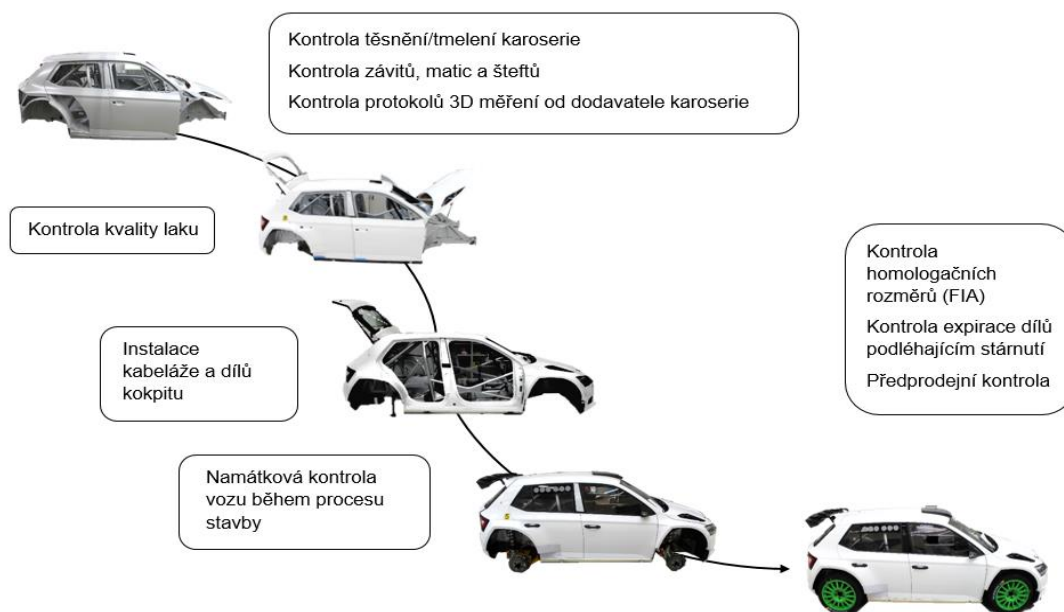 Kontrola těsnění/tmelení karoserie
Kontrola závitů, matic a šteftů
Kontrola protokolů 3D měření od dodavatele karoserie
Kontrola kvality laku
Instalace
kabeláže a dílů
kokpitu
Namátková kontrola
vozu během procesu
stavby
Kontrola
homologačních
rozměrů (FIA)
Kontrola expirace dílů
podléhajícím stárnutí
Předprodejní kontrola